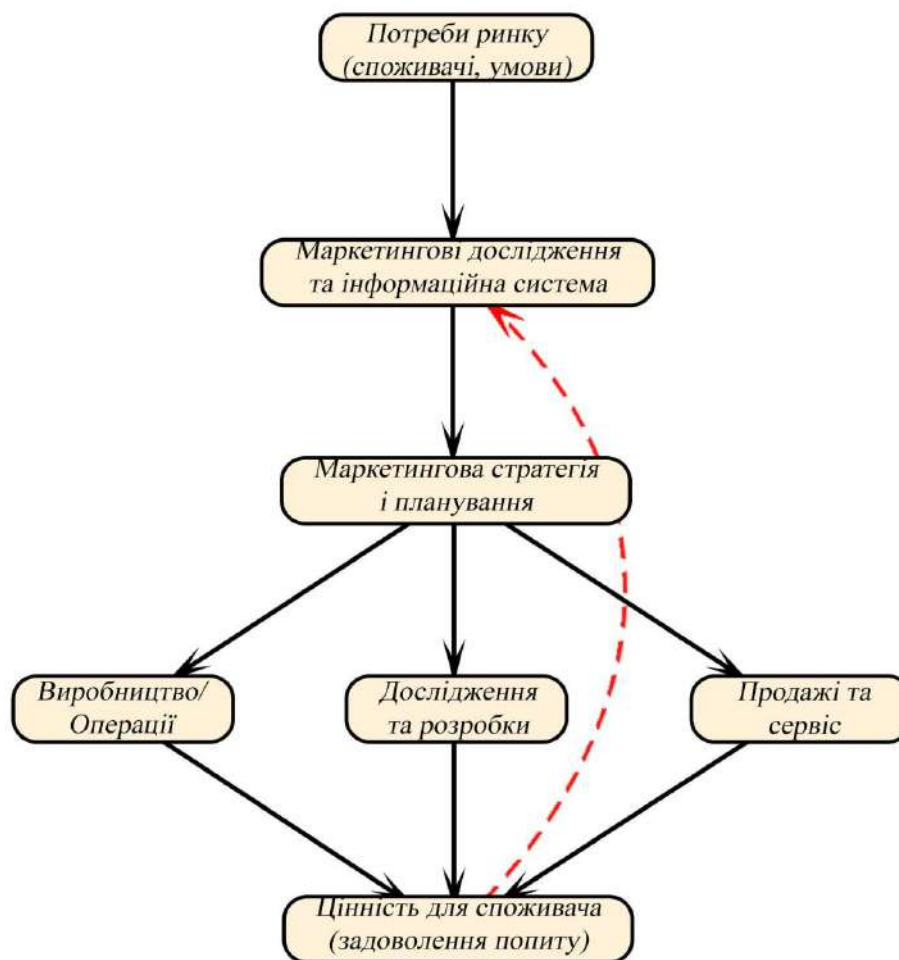 Потреби ринку
(споживачі, умови)
Маркетингові дослідження
та інформаційна система
Маркетингова стратегія
і планування
Виробництво/
Операції
Дослідження
та розробки
Продажі та
сервіс
Цінність для споживача
(задоволення попиту)